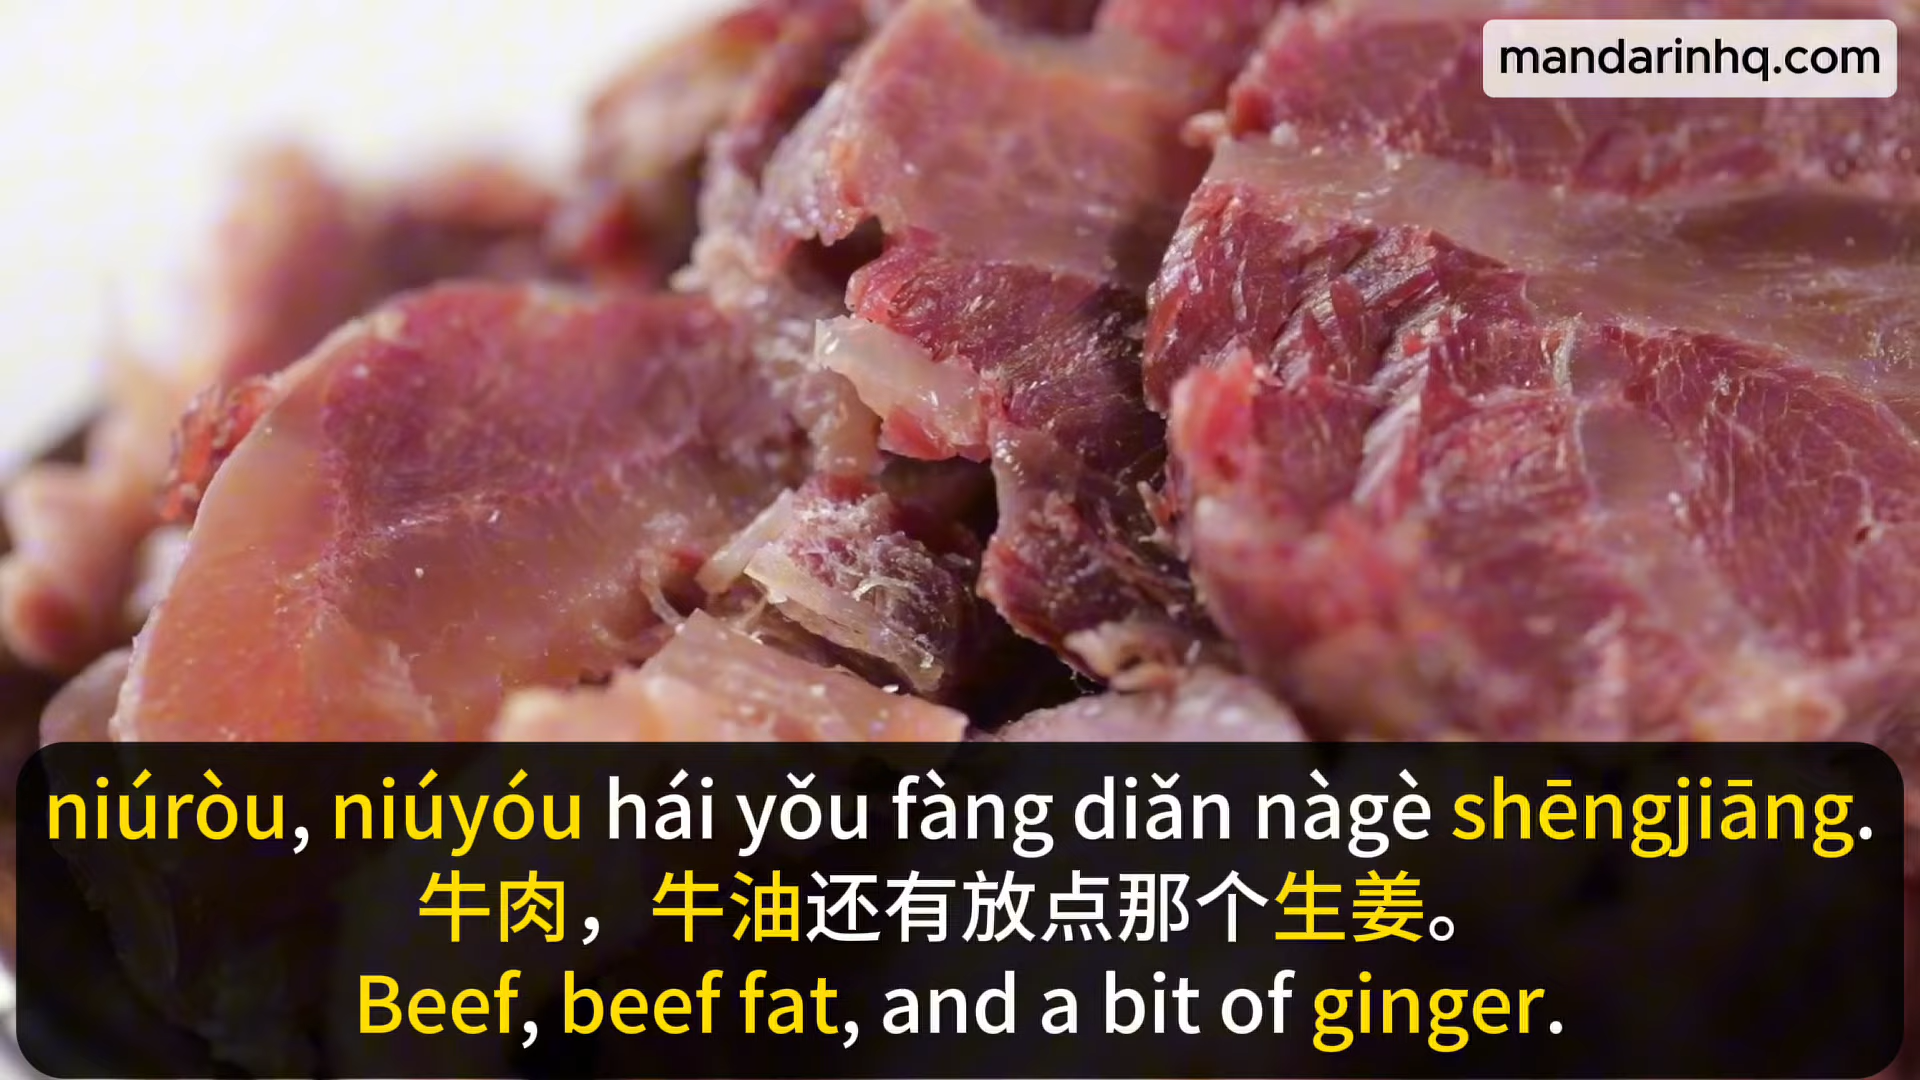 mandarinhq.com
niúròu, niúyóu hái yǒu fàng diǎn nàgè shēngjiāng.
牛肉，牛油还有放点那个生姜。
Beef, beef fat, and a bit of ginger.